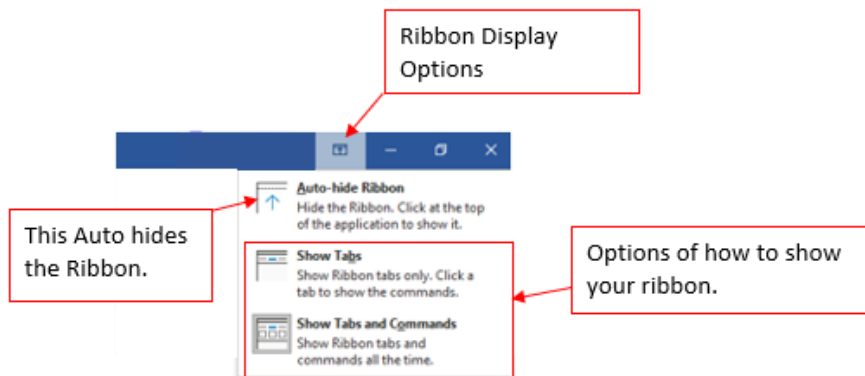 Ribbon Display
Options
Auto-hide Ribbon
Hide the Ribbon. Click at the top
of the application to show it.
This Auto hides
the Ribbon.
Show Tabs
Show Ribbon tabs only. Click a
tab to show the commands.
Show Tabs and Commands
Show Ribbon tabs and
commands all the time.
Options of how to show
your ribbon.